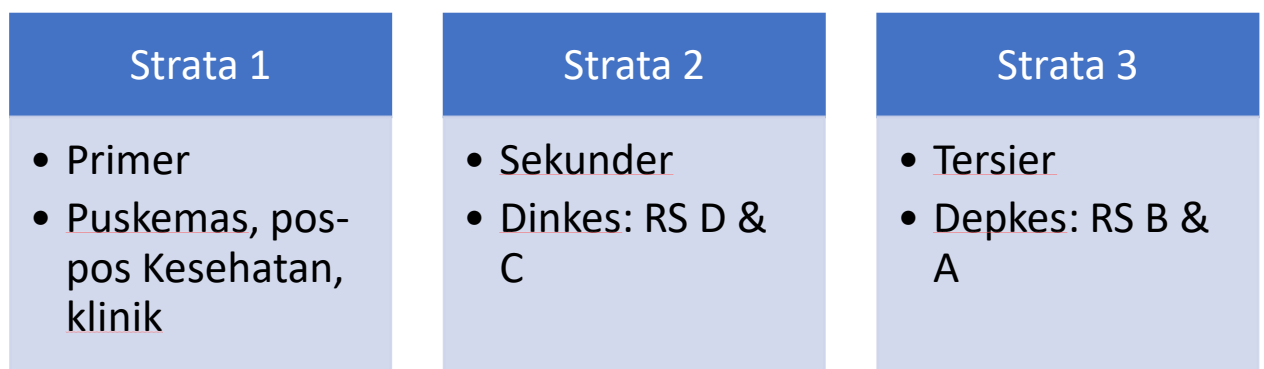 Strata 1
• Primer
• Puskemas, pos-
pos Kesehatan,
klinik
Strata 2
• Sekunder
• Dinkes: RS D &
C
Strata 3
• Tersier
• Depkes: RS B &
A